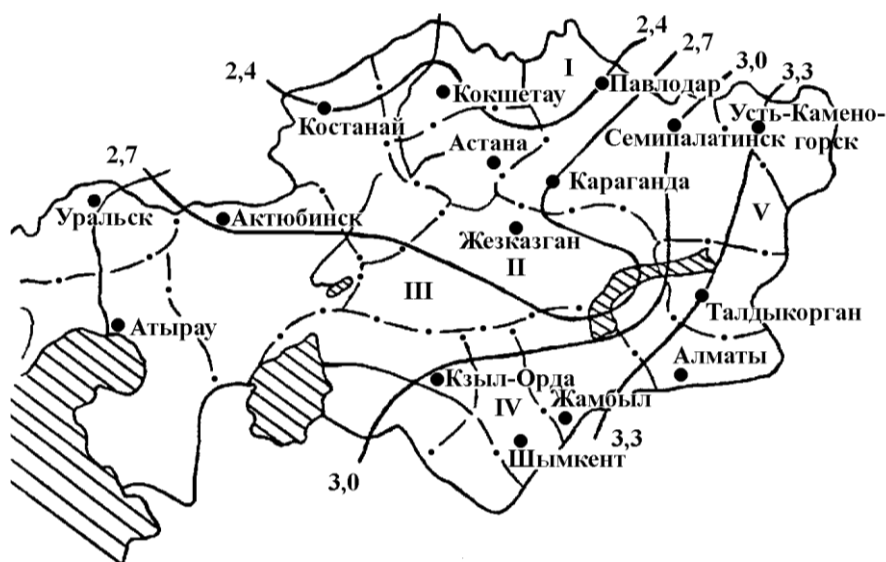 2,4
2,4
2,7
3,0
3,3
I
Павлодар
Кокшетау
Костанай
Усть-Камено-
горск
Семипалатинск
Астана
Караганда
2,7
Уральск
Актюбинск
Жезказган
V
II
III
Талдыкорган
Атырау
Алматы
Кзыл-Орда
Жамбыл
IV
3,3
Шымкент
3,0